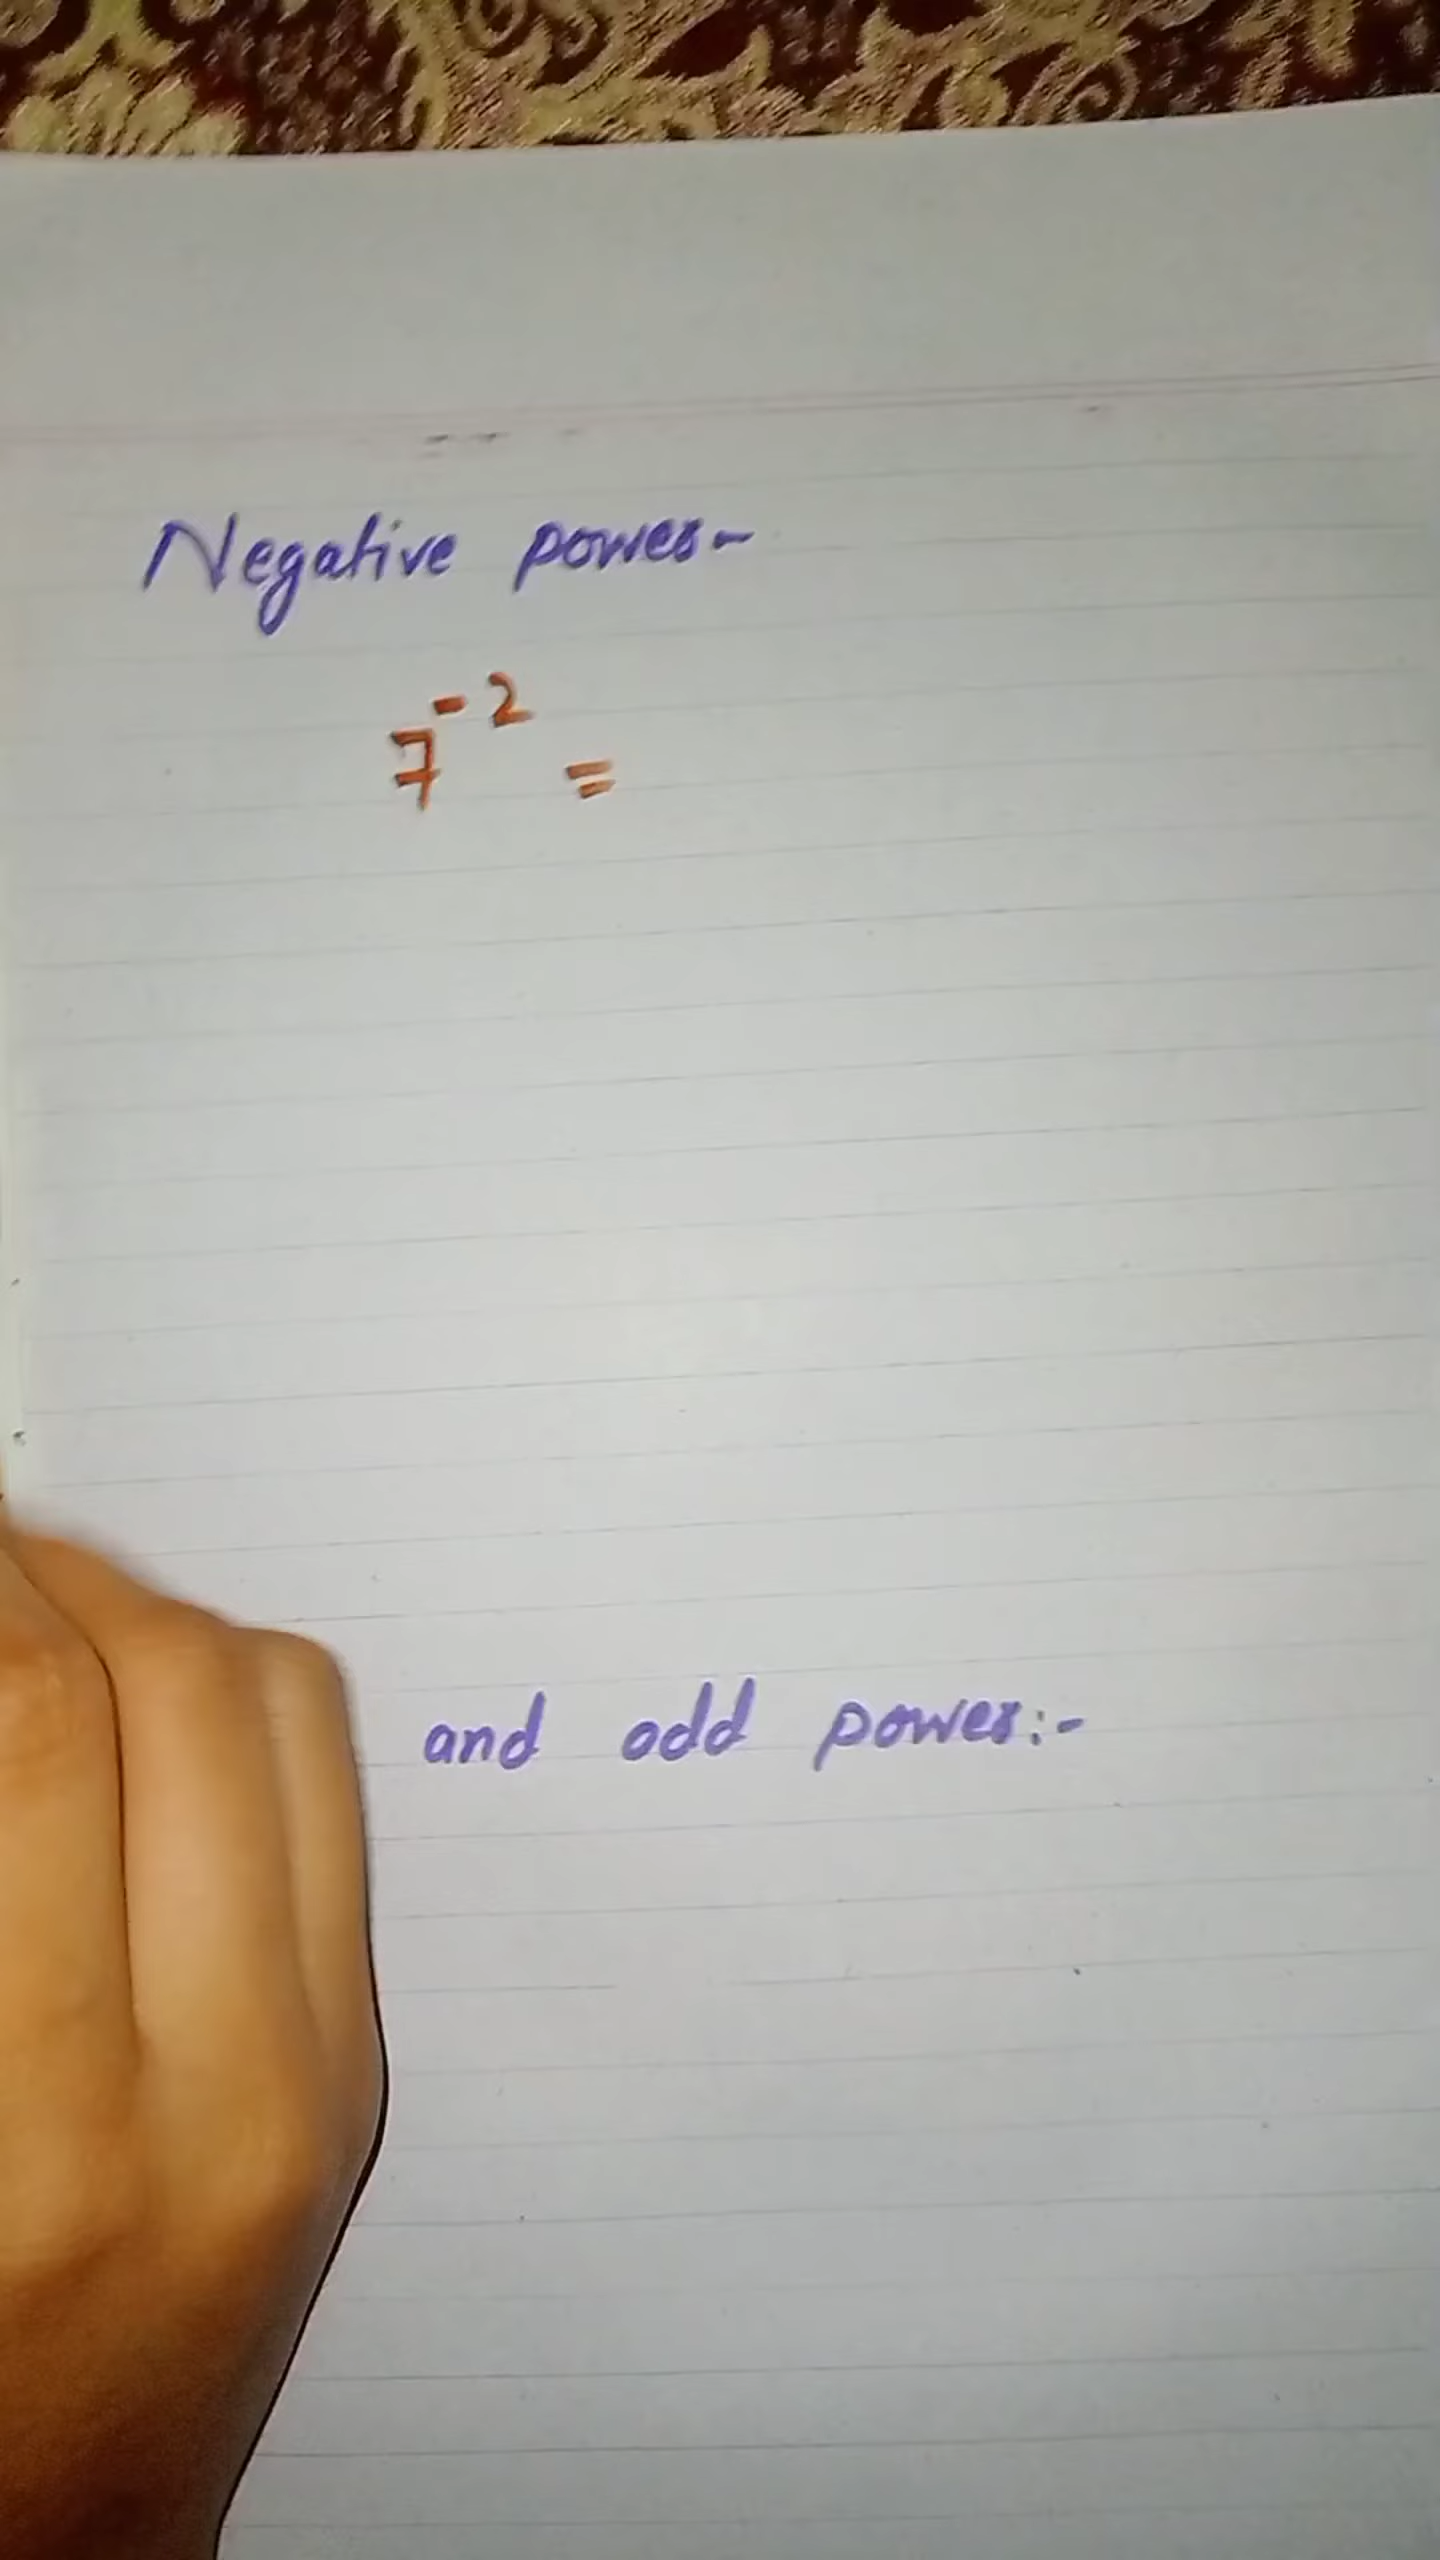 Negative power-
7⁻² =
and odd power:-